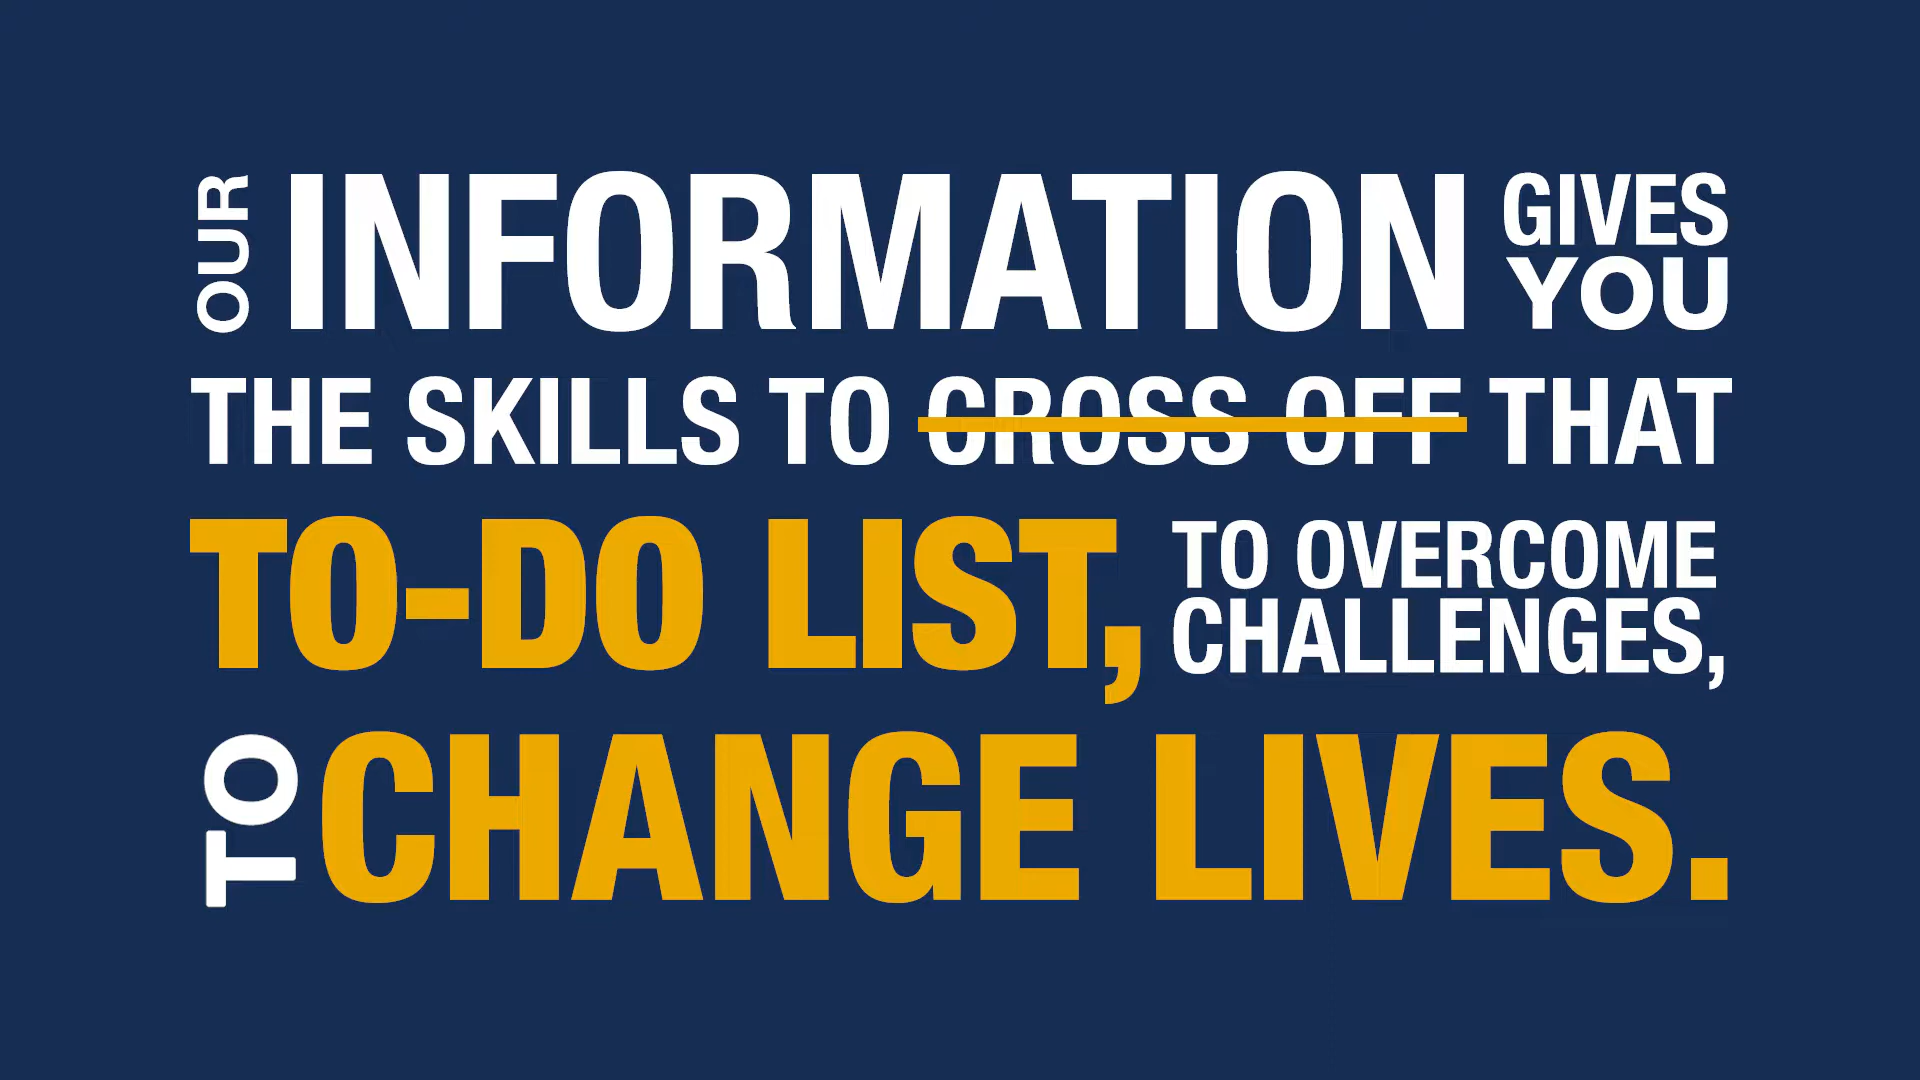 OUR INFORMATION GIVES YOU
THE SKILLS TO CROSS OFF THAT
TO-DO LIST, TO OVERCOME CHALLENGES,
TO CHANGE LIVES.